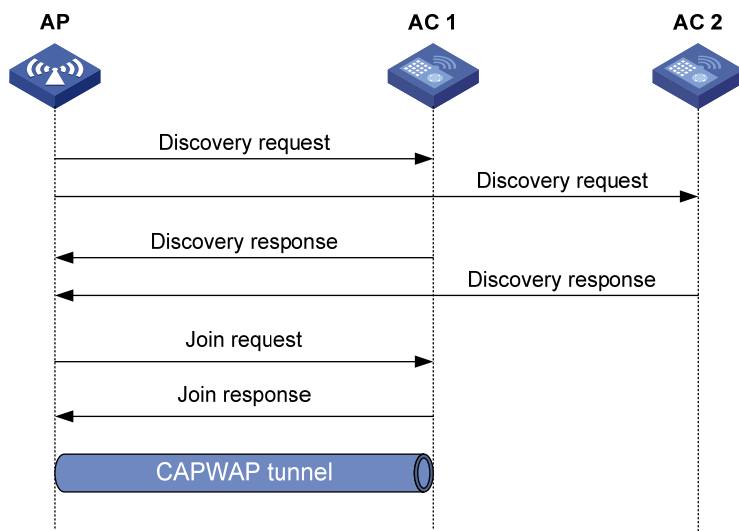 AP
AC 1
AC 2
Discovery request
Discovery request
Discovery response
Discovery response
Join request
Join response
CAPWAP tunnel